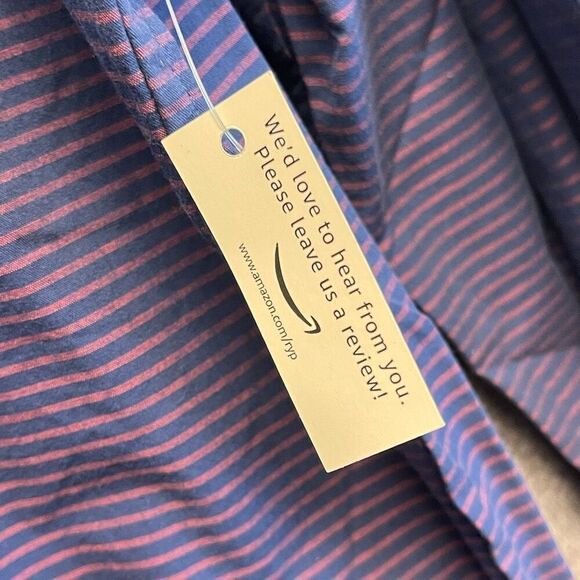 We'd love to hear from you.
Please leave us a review!
www.amazon.com/ryp